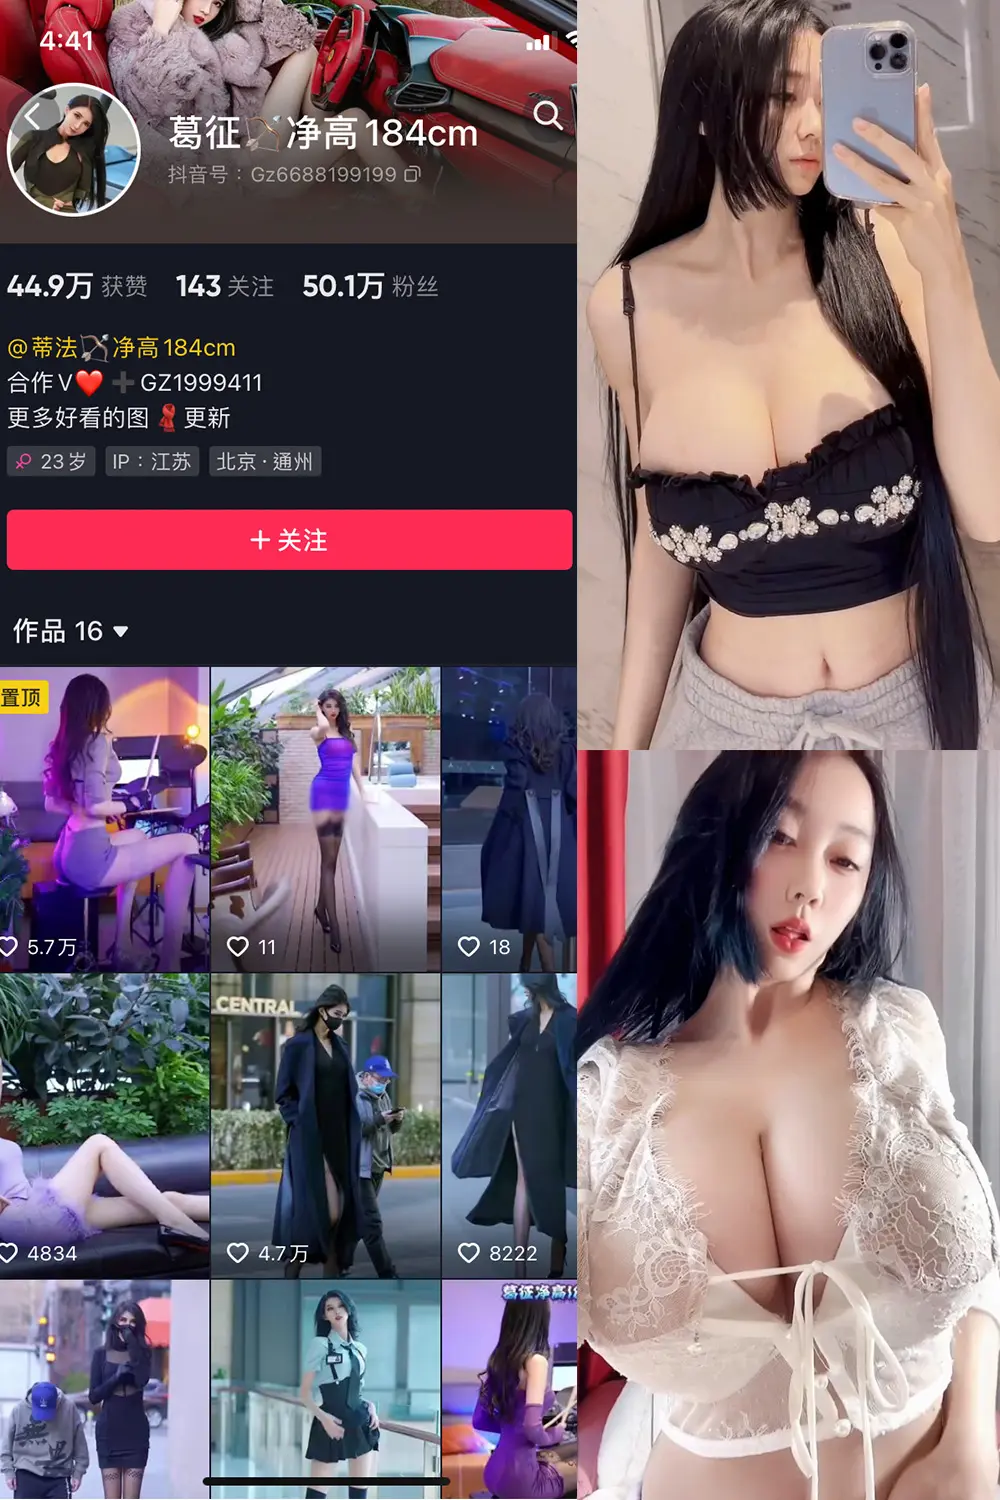 4:41
葛征🏹净高184cm
抖音号：Gz6688199199
44.9万 获赞 143 关注 50.1万 粉丝
@蒂法🏹净高184cm
合作V❤️➕GZ1999411
更多好看的图🧣更新
23岁 IP：江苏 北京·通州
+ 关注
作品 16
置顶
5.7万
11
18
CENTRAL
4834
4.7万
8222
葛征净高